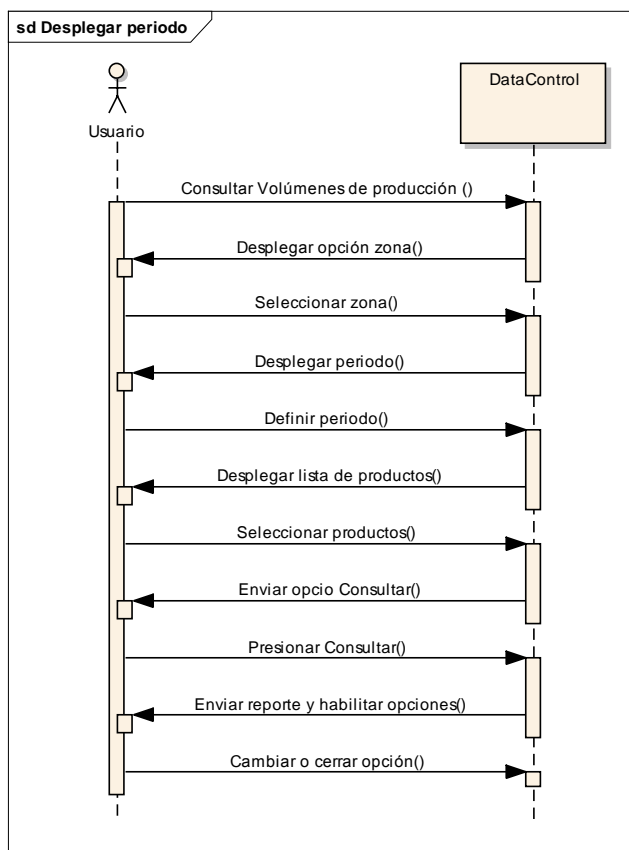 sd Desplegar periodo
Usuario
DataControl
Consultar Volúmenes de producción ()
Desplegar opción zona()
Seleccionar zona()
Desplegar periodo()
Definir periodo()
Desplegar lista de productos()
Seleccionar productos()
Enviar opcio Consultar()
Presionar Consultar()
Enviar reporte y habilitar opciones()
Cambiar o cerrar opción()